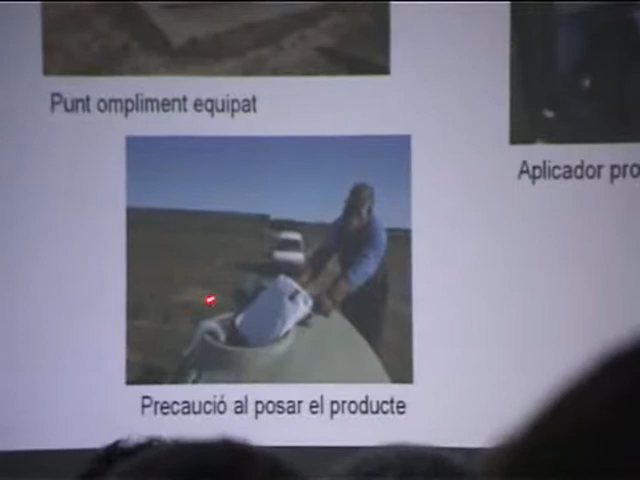 Punt ompliment equipat
Aplicador pro
Precaució al posar el producte